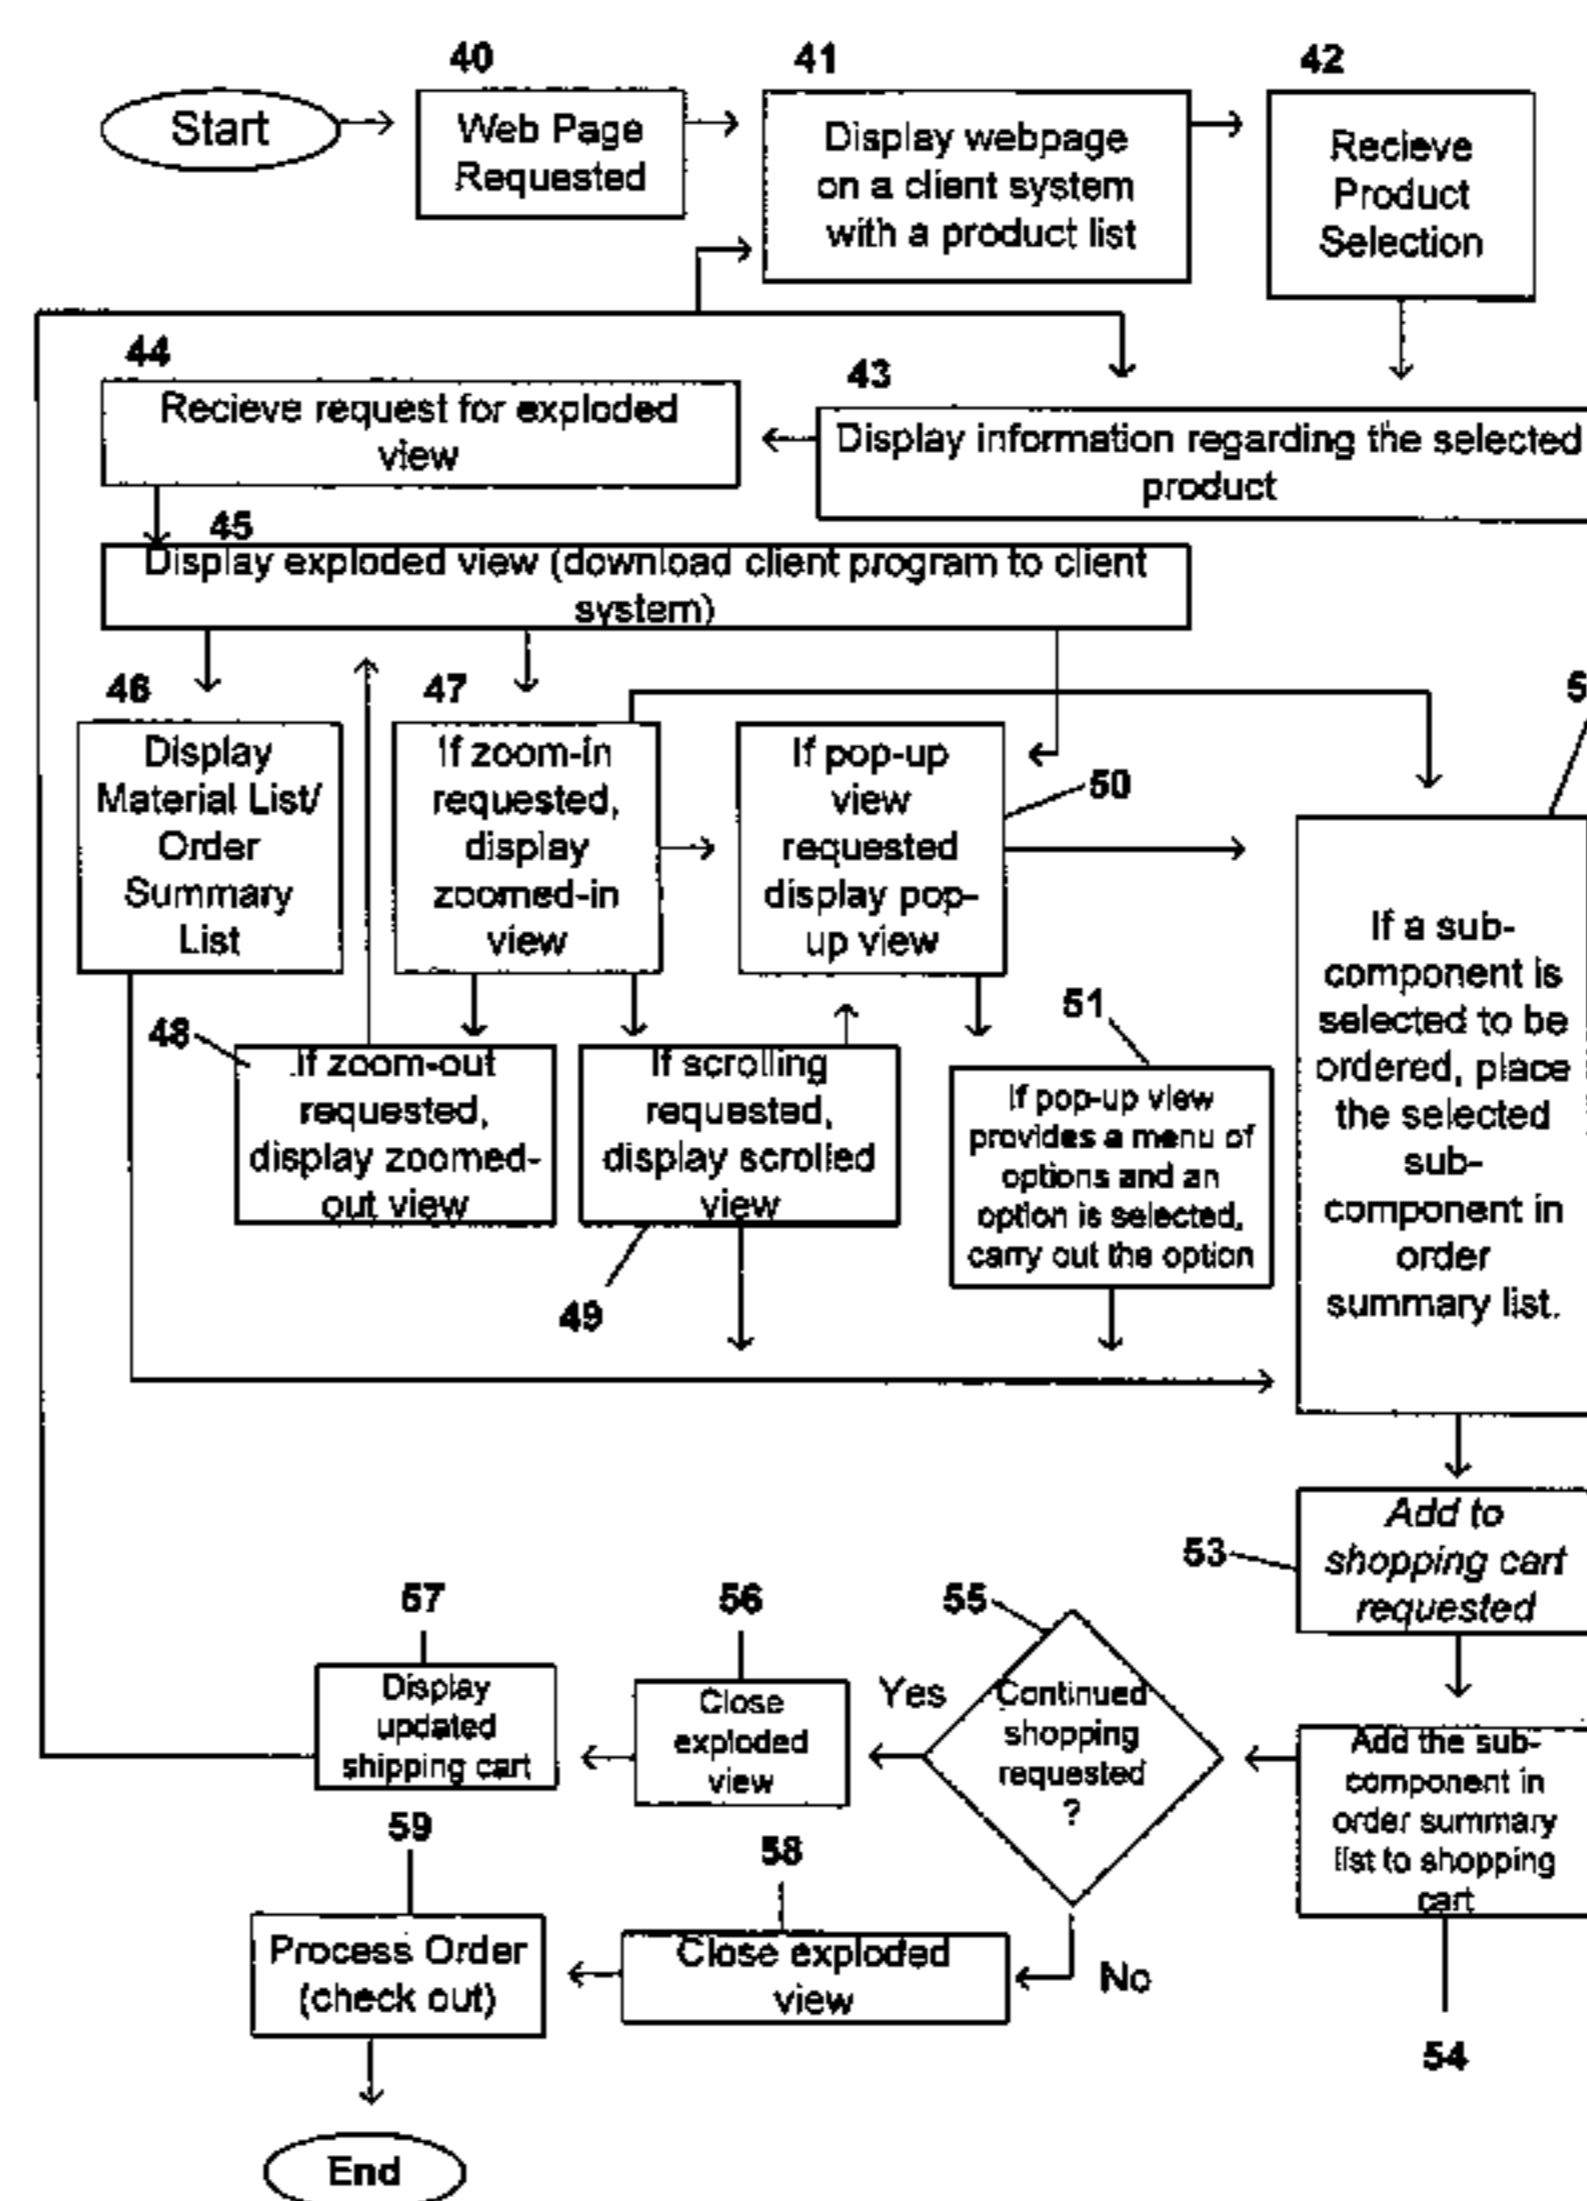 40
41
42
Start
Web Page
Requested
Display webpage
on a client system
with a product list
Recieve
Product
Selection
44
43
Recieve request for exploded
view
Display information regarding the selected
product
45
Display exploded view (download client program to client
system)
46
47
5
Display
Material List/
Order
Summary
List
If zoom-in
requested,
display
zoomed-in
view
If pop-up
view
requested
display pop-
up view
50
If a sub-
component is
selected to be
ordered, place
the selected
sub-
component in
order
summary list.
48
51
If zoom-out
requested,
display zoomed-
out view
If scrolling
requested,
display scrolled
view
If pop-up view
provides a menu of
options and an
option is selected,
carry out the option
49
53
Add to
shopping cart
requested
57
56
55
Display
updated
shipping cart
Close
exploded
view
Yes
Continued
shopping
requested
?
Add the sub-
component in
order summary
list to shopping
cart
59
58
Process Order
(check out)
Close exploded
view
No
54
End